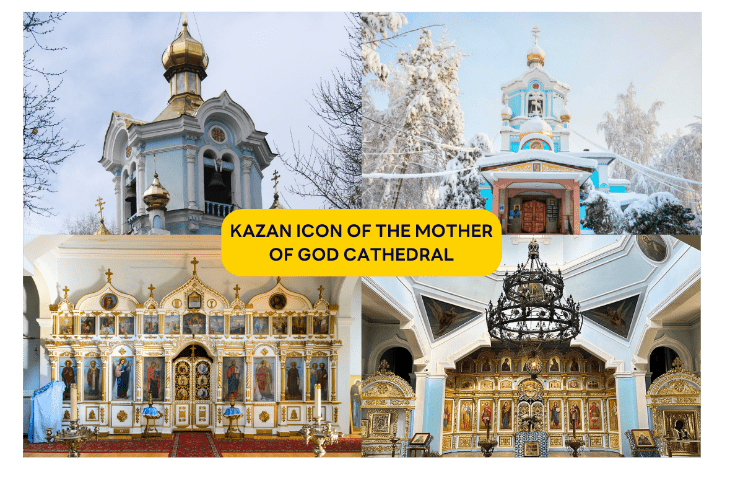 KAZAN ICON OF THE MOTHER
OF GOD CATHEDRAL